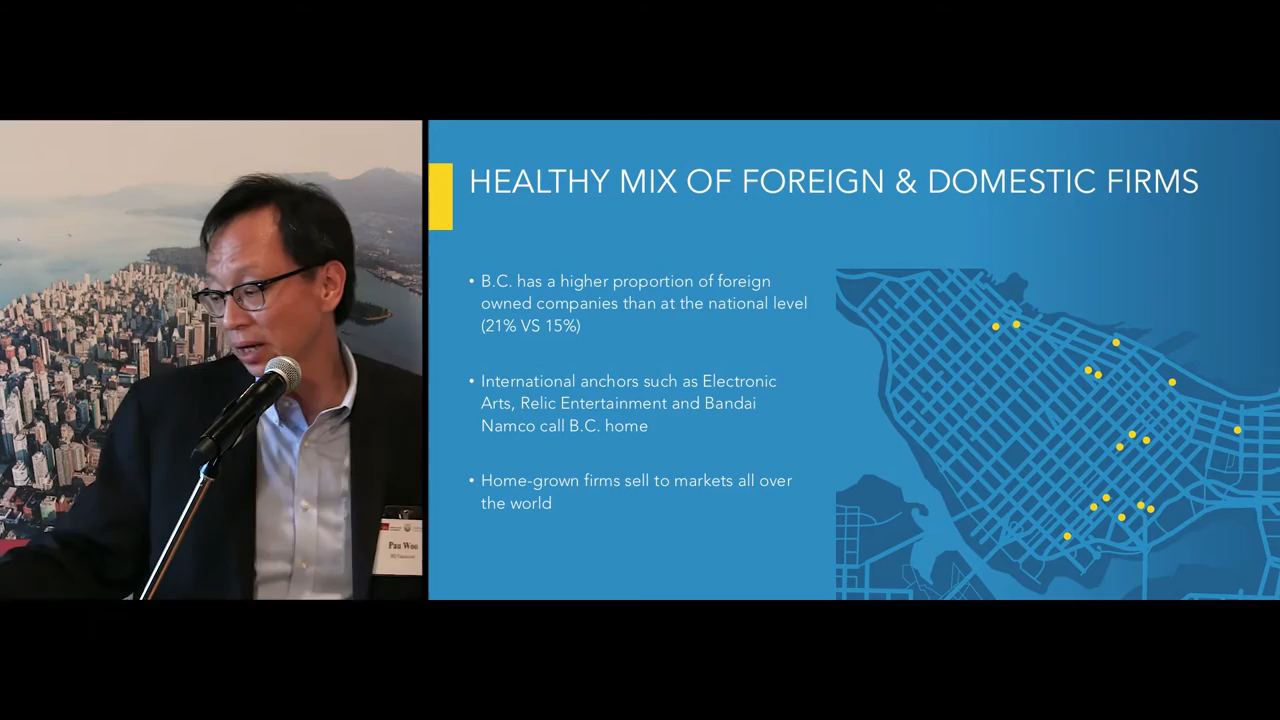 HEALTHY MIX OF FOREIGN & DOMESTIC FIRMS
• B.C. has a higher proportion of foreign
owned companies than at the national level
(21% VS 15%)
• International anchors such as Electronic
Arts, Relic Entertainment and Bandai
Namco call B.C. home
• Home-grown firms sell to markets all over
the world
Pau Woo